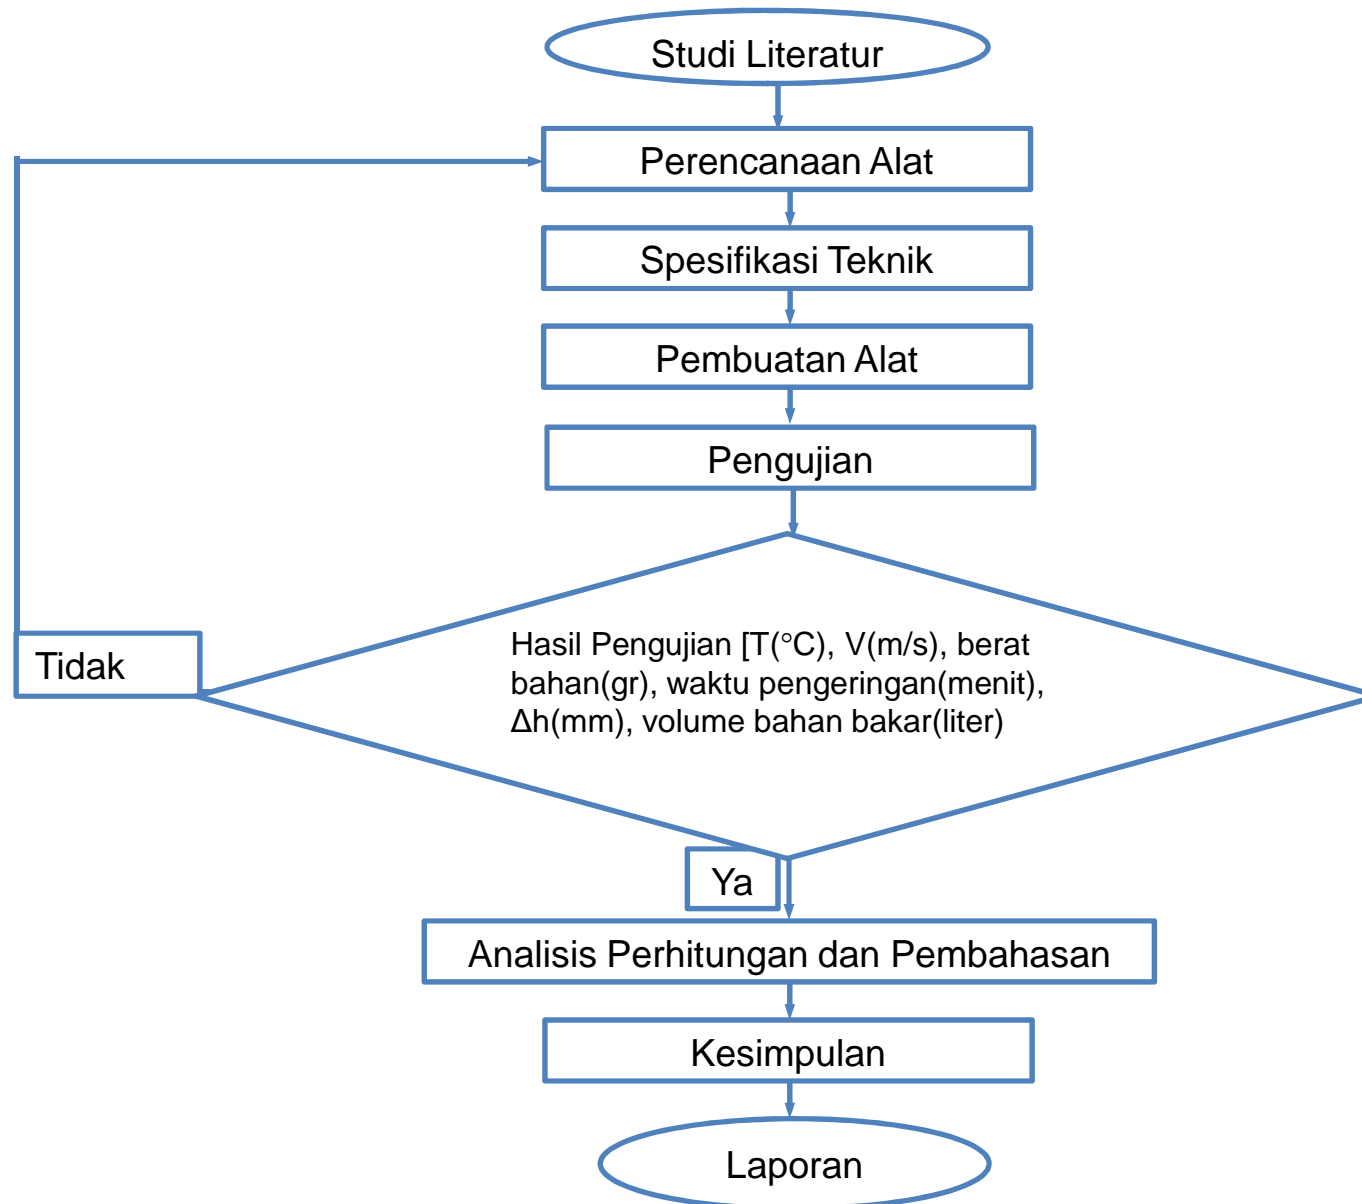 Studi Literatur
Perencanaan Alat
Spesifikasi Teknik
Pembuatan Alat
Pengujian
Hasil Pengujian [T(°C), V(m/s), berat
bahan(gr), waktu pengeringan(menit),
Δh(mm), volume bahan bakar(liter)
Tidak
Ya
Analisis Perhitungan dan Pembahasan
Kesimpulan
Laporan